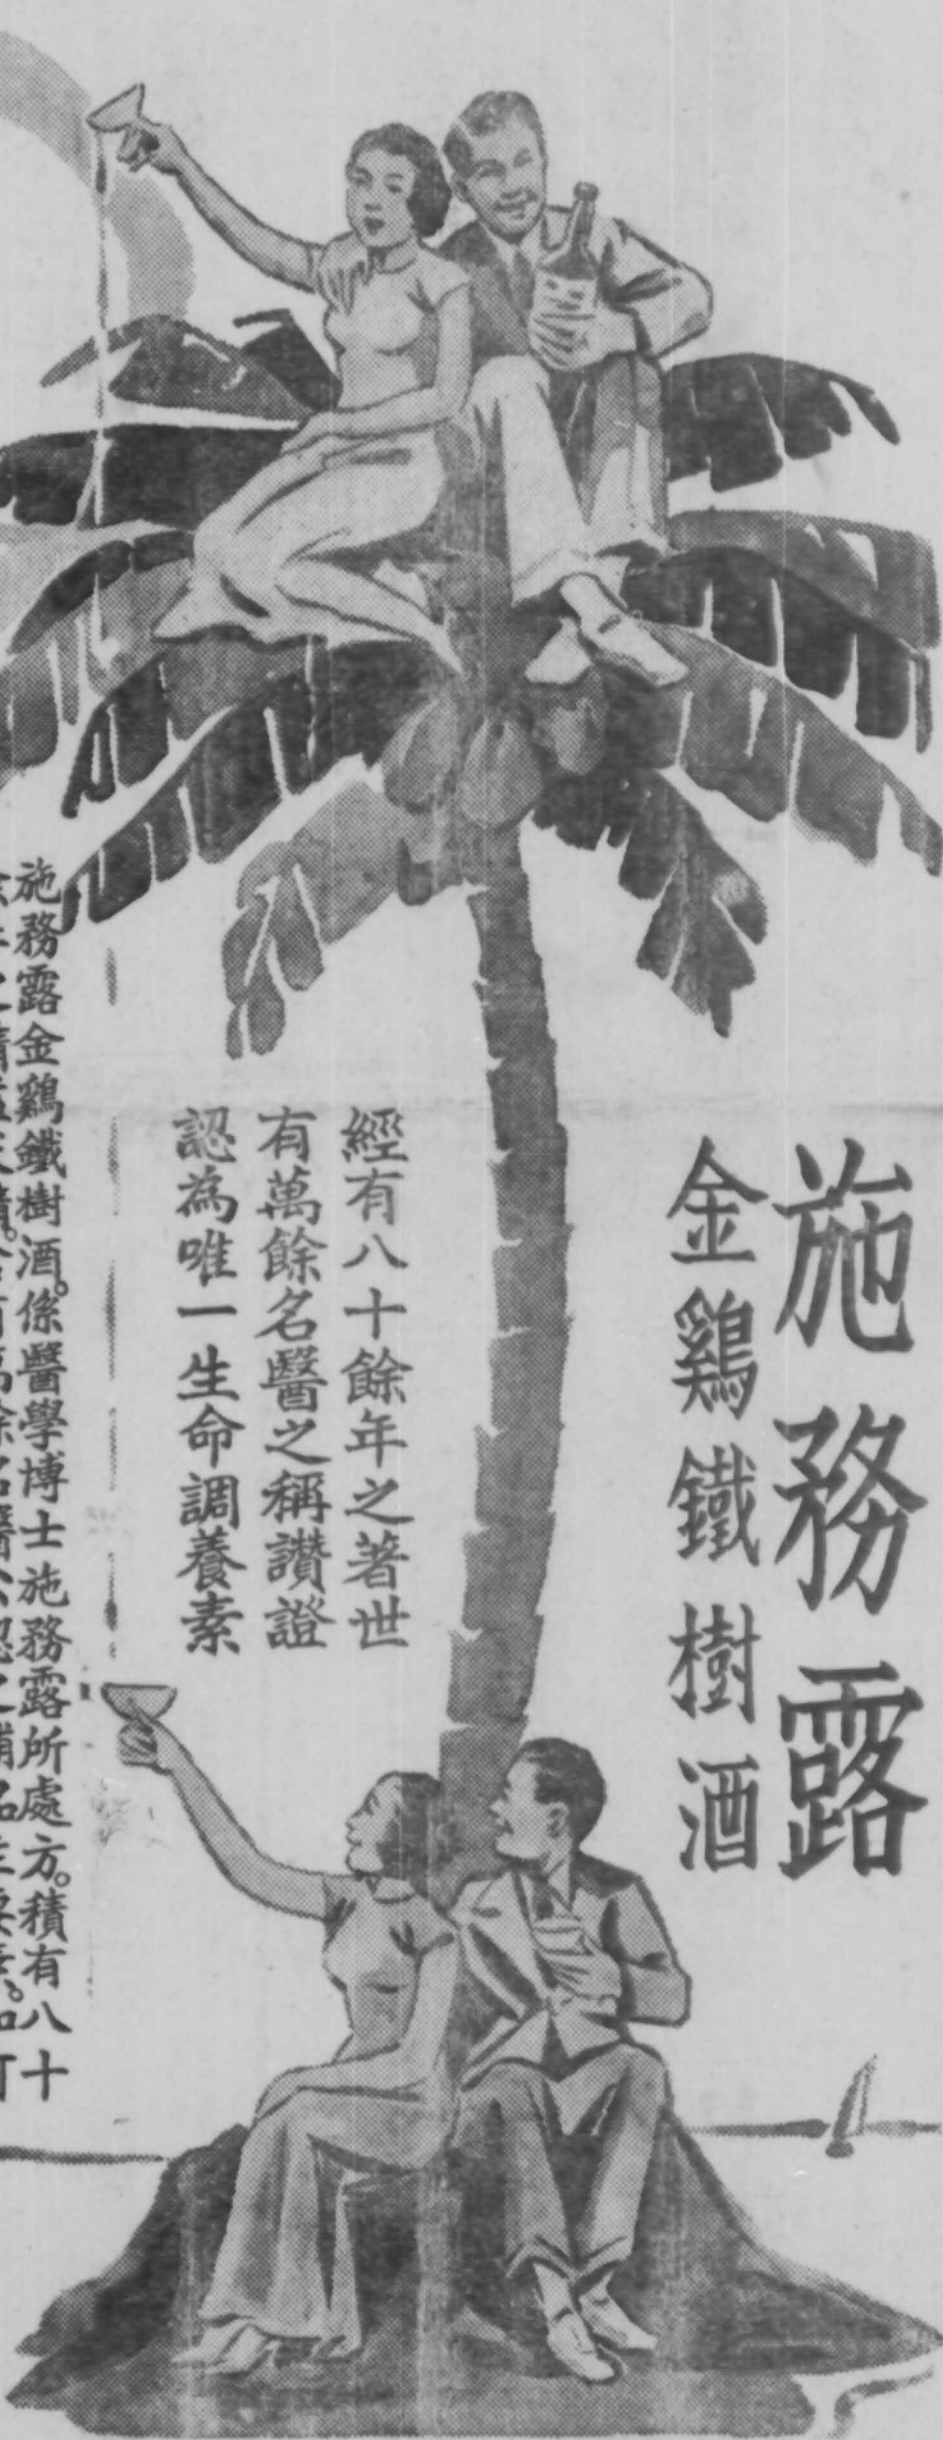 施務露
金鷄鐵樹酒
經有八十餘年之著世
有萬餘名醫之稱讚證
認為唯一生命調養素
施務露金鷄鐵樹酒。係醫學博士施務露所處方。積有八十